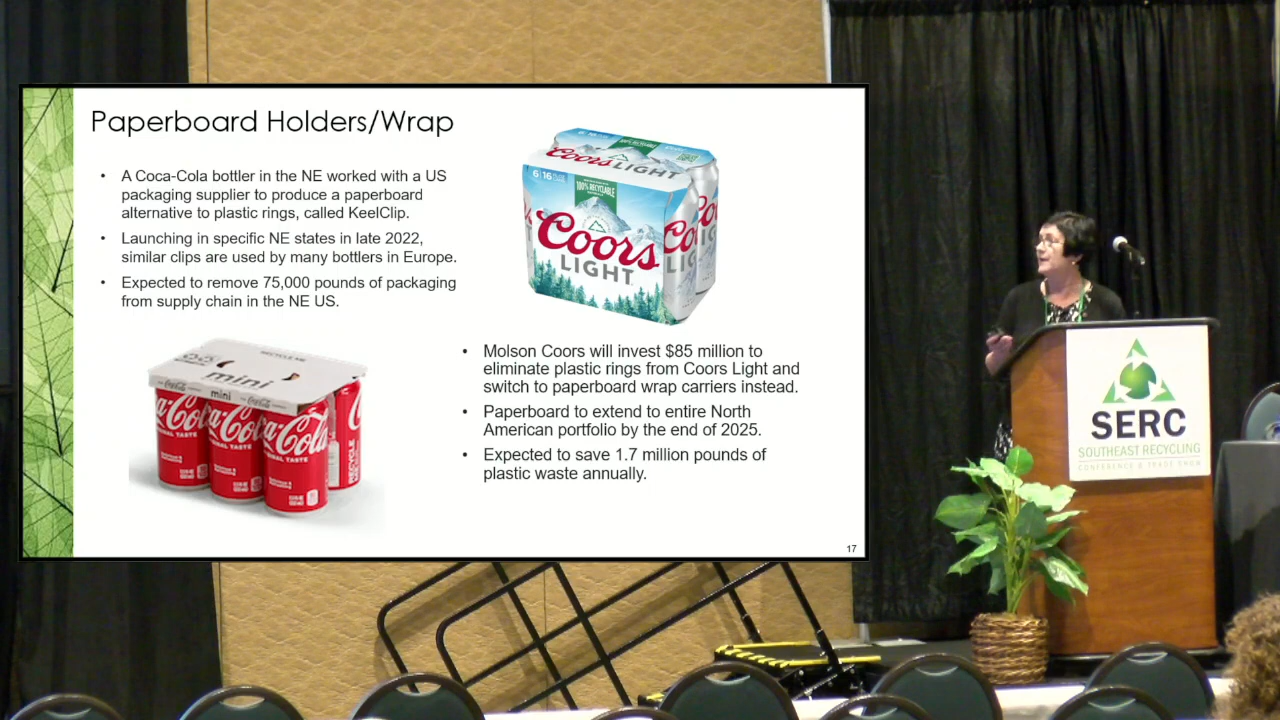 Paperboard Holders/Wrap
• A Coca-Cola bottler in the NE worked with a US
packaging supplier to produce a paperboard
alternative to plastic rings, called KeelClip.
• Launching in specific NE states in late 2022,
similar clips are used by many bottlers in Europe.
• Expected to remove 75,000 pounds of packaging
from supply chain in the NE US.
Coors LIGHT
6 16
100% RECYCLABLE
Coors
LIGHT
RECYCLE ME
mini
mini
Coca-Cola
• Molson Coors will invest $85 million to
eliminate plastic rings from Coors Light and
switch to paperboard wrap carriers instead.
• Paperboard to extend to entire North
American portfolio by the end of 2025.
• Expected to save 1.7 million pounds of
plastic waste annually.
17
SERC
SOUTHEAST RECYCLING
CONFERENCE & TRADE SHOW